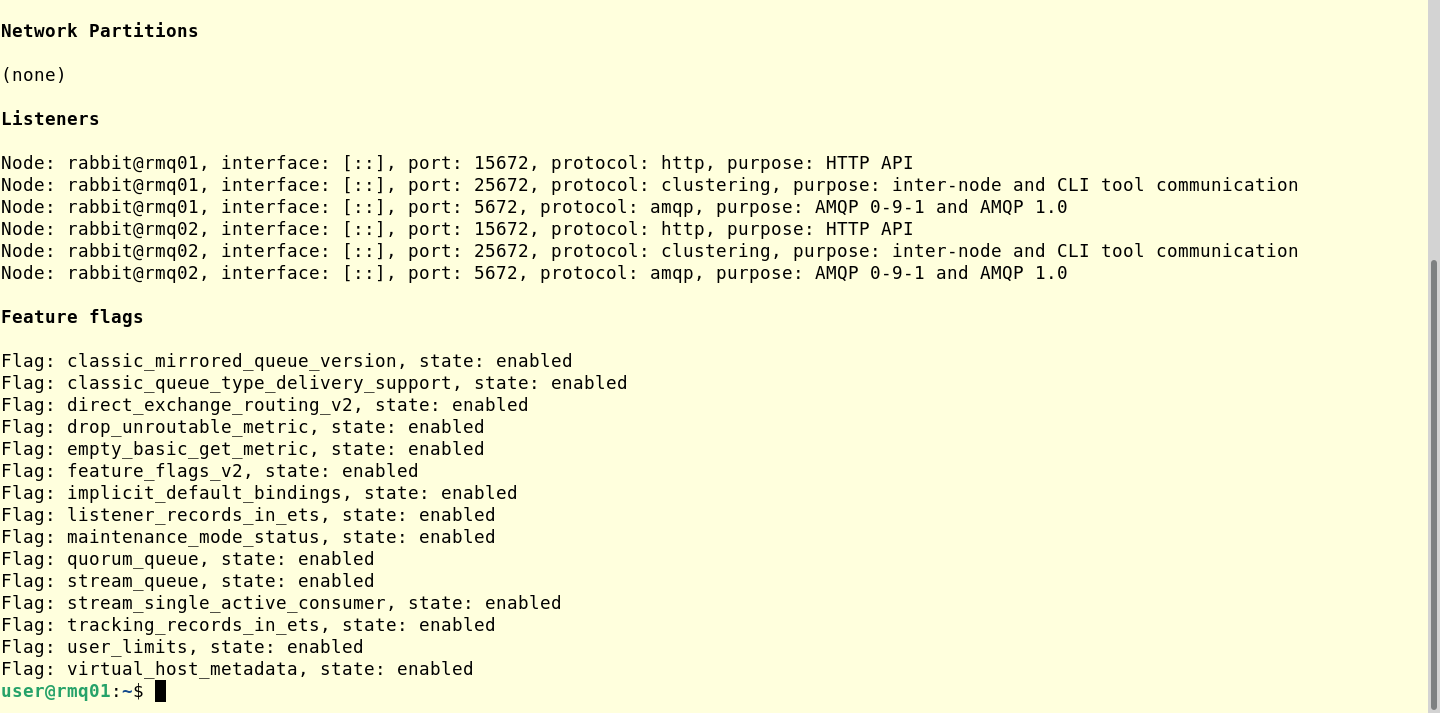 Network Partitions
(none)
Listeners
Node: rabbit@rmq01, interface: [::], port: 15672, protocol: http, purpose: HTTP API
Node: rabbit@rmq01, interface: [::], port: 25672, protocol: clustering, purpose: inter-node and CLI tool communication
Node: rabbit@rmq01, interface: [::], port: 5672, protocol: amqp, purpose: AMQP 0-9-1 and AMQP 1.0
Node: rabbit@rmq02, interface: [::], port: 15672, protocol: http, purpose: HTTP API
Node: rabbit@rmq02, interface: [::], port: 25672, protocol: clustering, purpose: inter-node and CLI tool communication
Node: rabbit@rmq02, interface: [::], port: 5672, protocol: amqp, purpose: AMQP 0-9-1 and AMQP 1.0
Feature flags
Flag: classic_mirrored_queue_version, state: enabled
Flag: classic_queue_type_delivery_support, state: enabled
Flag: direct_exchange_routing_v2, state: enabled
Flag: drop_unroutable_metric, state: enabled
Flag: empty_basic_get_metric, state: enabled
Flag: feature_flags_v2, state: enabled
Flag: implicit_default_bindings, state: enabled
Flag: listener_records_in_ets, state: enabled
Flag: maintenance_mode_status, state: enabled
Flag: quorum_queue, state: enabled
Flag: stream_queue, state: enabled
Flag: stream_single_active_consumer, state: enabled
Flag: tracking_records_in_ets, state: enabled
Flag: user_limits, state: enabled
Flag: virtual_host_metadata, state: enabled
user@rmq01:~$